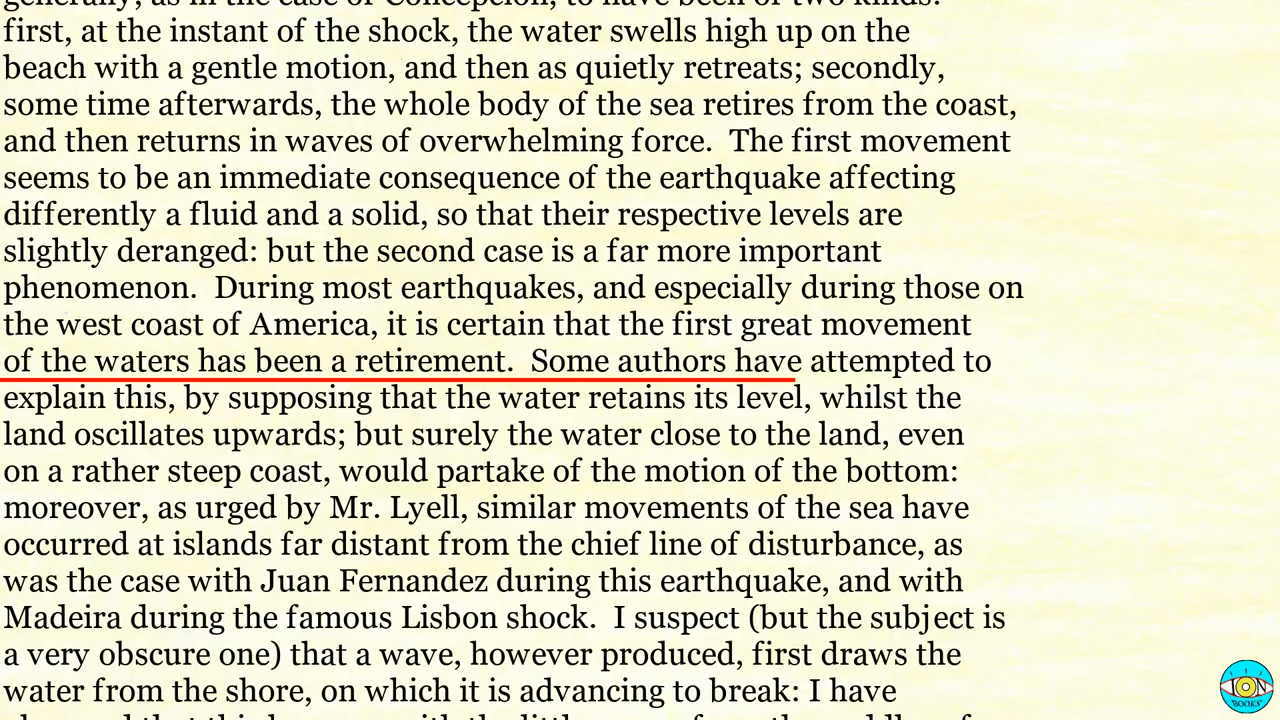 generally, as in the case of Concepcion, to have been of two kinds:
first, at the instant of the shock, the water swells high up on the
beach with a gentle motion, and then as quietly retreats; secondly,
some time afterwards, the whole body of the sea retires from the coast,
and then returns in waves of overwhelming force.  The first movement
seems to be an immediate consequence of the earthquake affecting
differently a fluid and a solid, so that their respective levels are
slightly deranged: but the second case is a far more important
phenomenon.  During most earthquakes, and especially during those on
the west coast of America, it is certain that the first great movement
of the waters has been a retirement.  Some authors have attempted to
explain this, by supposing that the water retains its level, whilst the
land oscillates upwards; but surely the water close to the land, even
on a rather steep coast, would partake of the motion of the bottom:
moreover, as urged by Mr. Lyell, similar movements of the sea have
occurred at islands far distant from the chief line of disturbance, as
was the case with Juan Fernandez during this earthquake, and with
Madeira during the famous Lisbon shock.  I suspect (but the subject is
a very obscure one) that a wave, however produced, first draws the
water from the shore, on which it is advancing to break: I have
ION
BOOKS